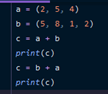 a = (2, 5, 4)
b = (5, 8, 1, 2)
c = a + b
print(c)
c = b + a
print(c)